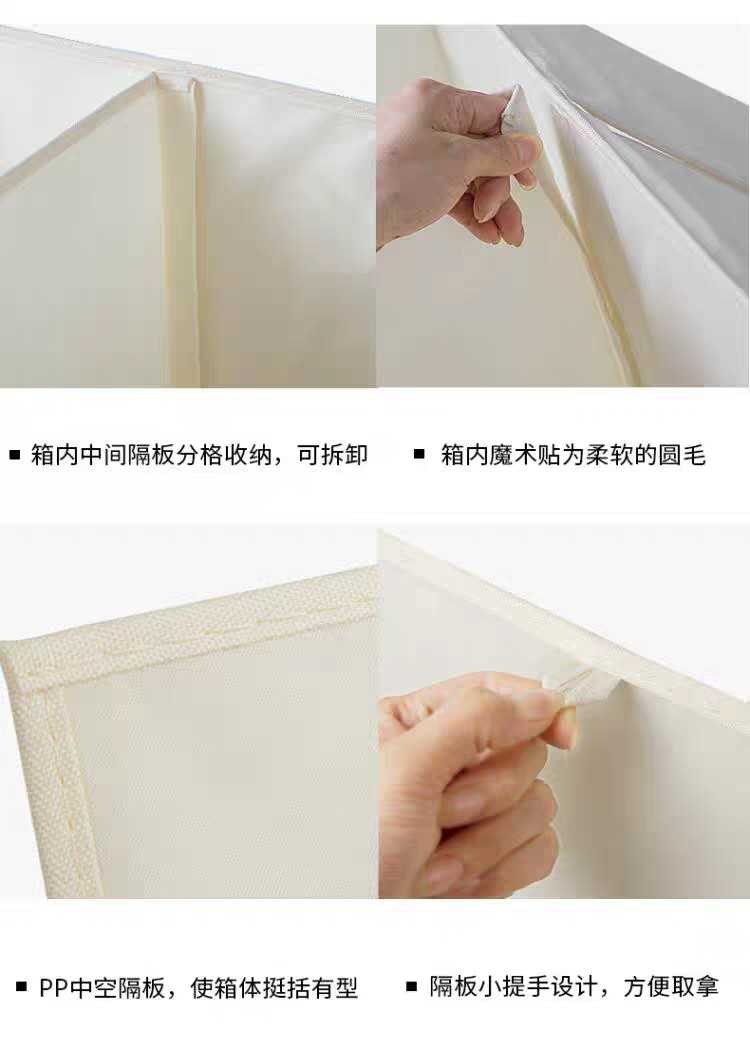 ▪ 箱内中间隔板分格收纳，可拆卸
▪ 箱内魔术贴为柔软的圆毛
▪ PP中空隔板，使箱体挺括有型
▪ 隔板小提手设计，方便取拿